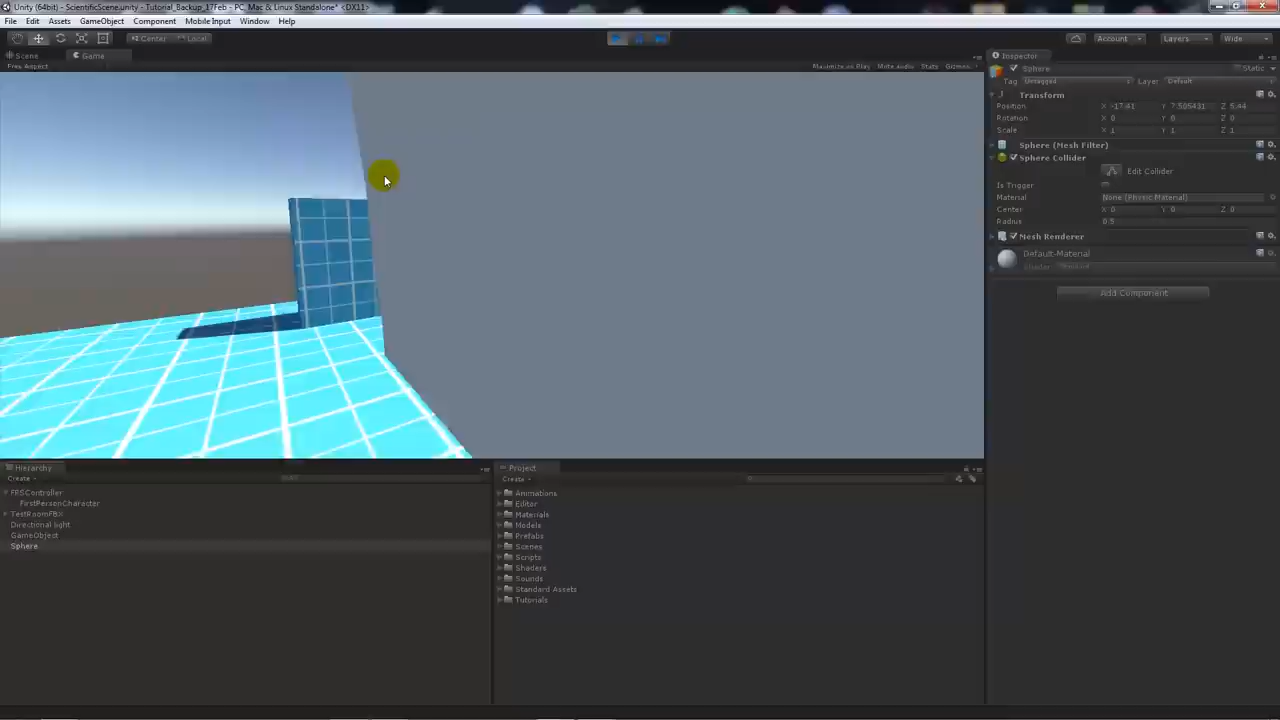 Unity (64bit) - ScientificScene.unity - Tutorial_Backup_17Feb - PC, Mac & Linux Standalone* <DX11>
File Edit Assets GameObject Component Mobile Input Window Help
Center Local Account Layers Wide
Scene Game
Free Aspect Maximize on Play Mute audio Stats Gizmos
Inspector
Sphere Static
Tag Untagged Layer Default
Transform
Position X -17.41 Y 7.505431 Z 5.44
Rotation X 0 Y 0 Z 0
Scale X 1 Y 1 Z 1
Sphere (Mesh Filter)
Sphere Collider
Edit Collider
Is Trigger
Material None (Physic Material)
Center X 0 Y 0 Z 0
Radius 0.5
Mesh Renderer
Default-Material
Shader Standard
Add Component
Hierarchy
Create
FPSController
FirstPersonCharacter
TestRoomFBX
Directional light
GameObject
Sphere
Project
Create
Animations
Editor
Materials
Models
Prefabs
Scenes
Scripts
Shaders
Sounds
Standard Assets
Tutorials